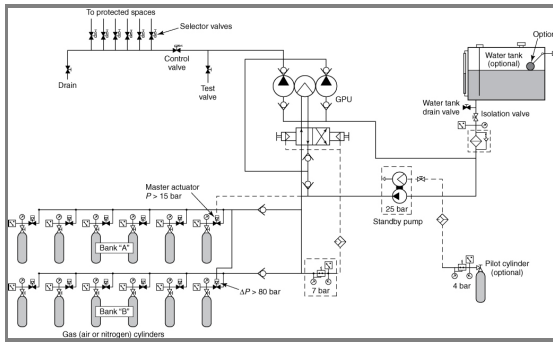 To protected spaces
Selector valves
Control
valve
Drain
Test
valve
GPU
Water tank
(optional)
Water tank
drain valve
Isolation valve
Master actuator
P > 15 bar
25 bar
Standby pump
Bank "A"
ΔP > 80 bar
7 bar
4 bar
Pilot cylinder
(optional)
Bank "B"
Gas (air or nitrogen) cylinders